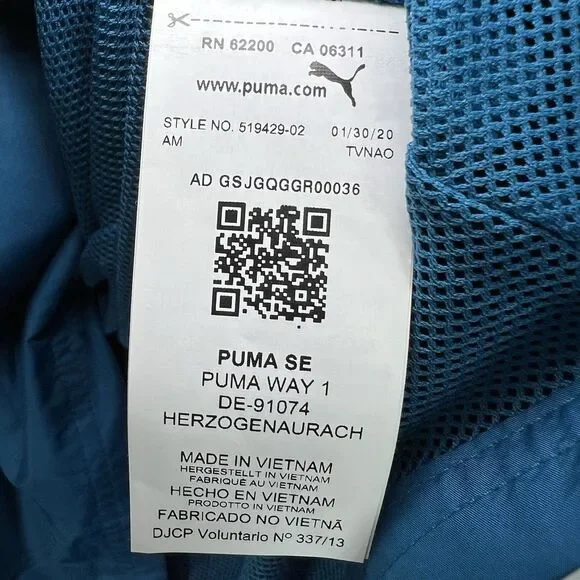 RN 62200 CA 06311
www.puma.com
STYLE NO. 519429-02 01/30/20
AM TVNAO
AD GSJGQGGR00036
PUMA SE
PUMA WAY 1
DE-91074
HERZOGENAURACH
MADE IN VIETNAM
HERGESTELLT IN VIETNAM
FABRIQUÉ AU VIETNAM
HECHO EN VIETNAM
PRODOTTO IN VIETNAM
FABRICADO NO VIETNÃ
DJCP Voluntario Nº 337/13